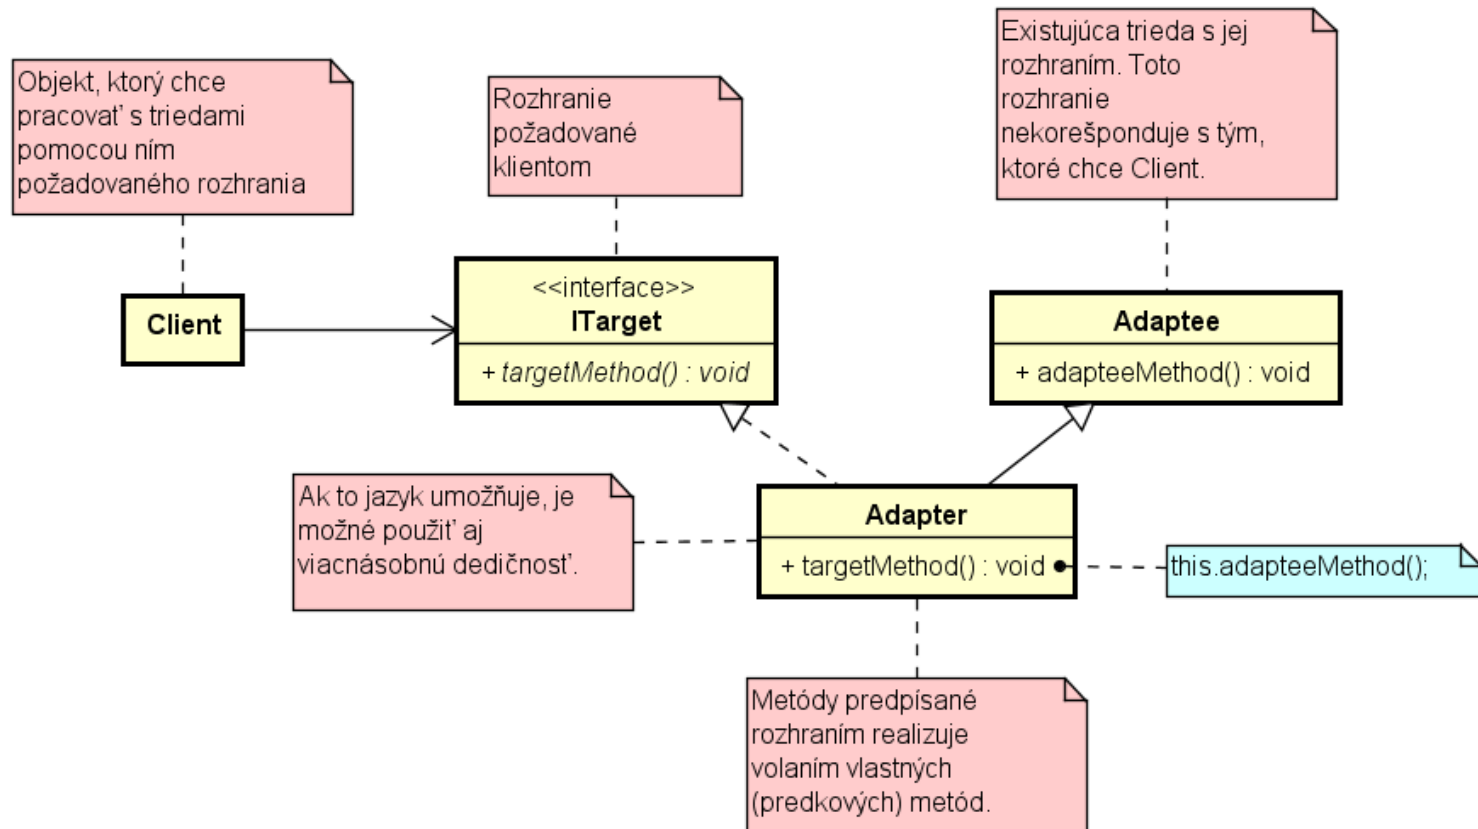 Objekt, ktorý chce
pracovať s triedami
pomocou ním
požadovaného rozhrania
Rozhranie
požadované
klientom
Existujúca trieda s jej
rozhraním. Toto
rozhranie
nekorešponduje s tým,
ktoré chce Client.
Client
<<interface>>
ITarget
+ targetMethod() : void
Adaptee
+ adapteeMethod() : void
Ak to jazyk umožňuje, je
možné použiť aj
viacnásobnú dedičnosť.
Adapter
+ targetMethod() : void
this.adapteeMethod();
Metódy predpísané
rozhraním realizuje
volaním vlastných
(predkových) metód.